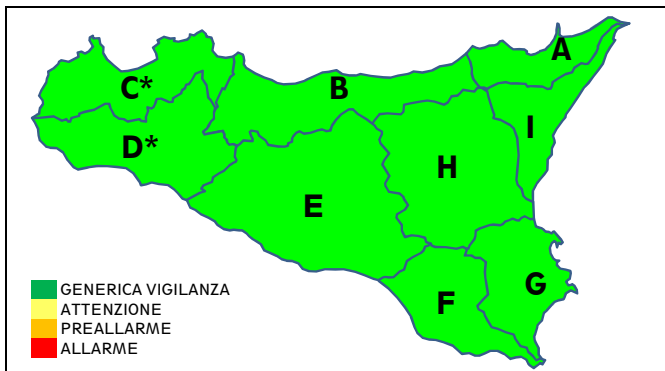 A
C*
B
I
D*
H
E
G
F
GENERICA VIGILANZA
ATTENZIONE
PREALLARME
ALLARME